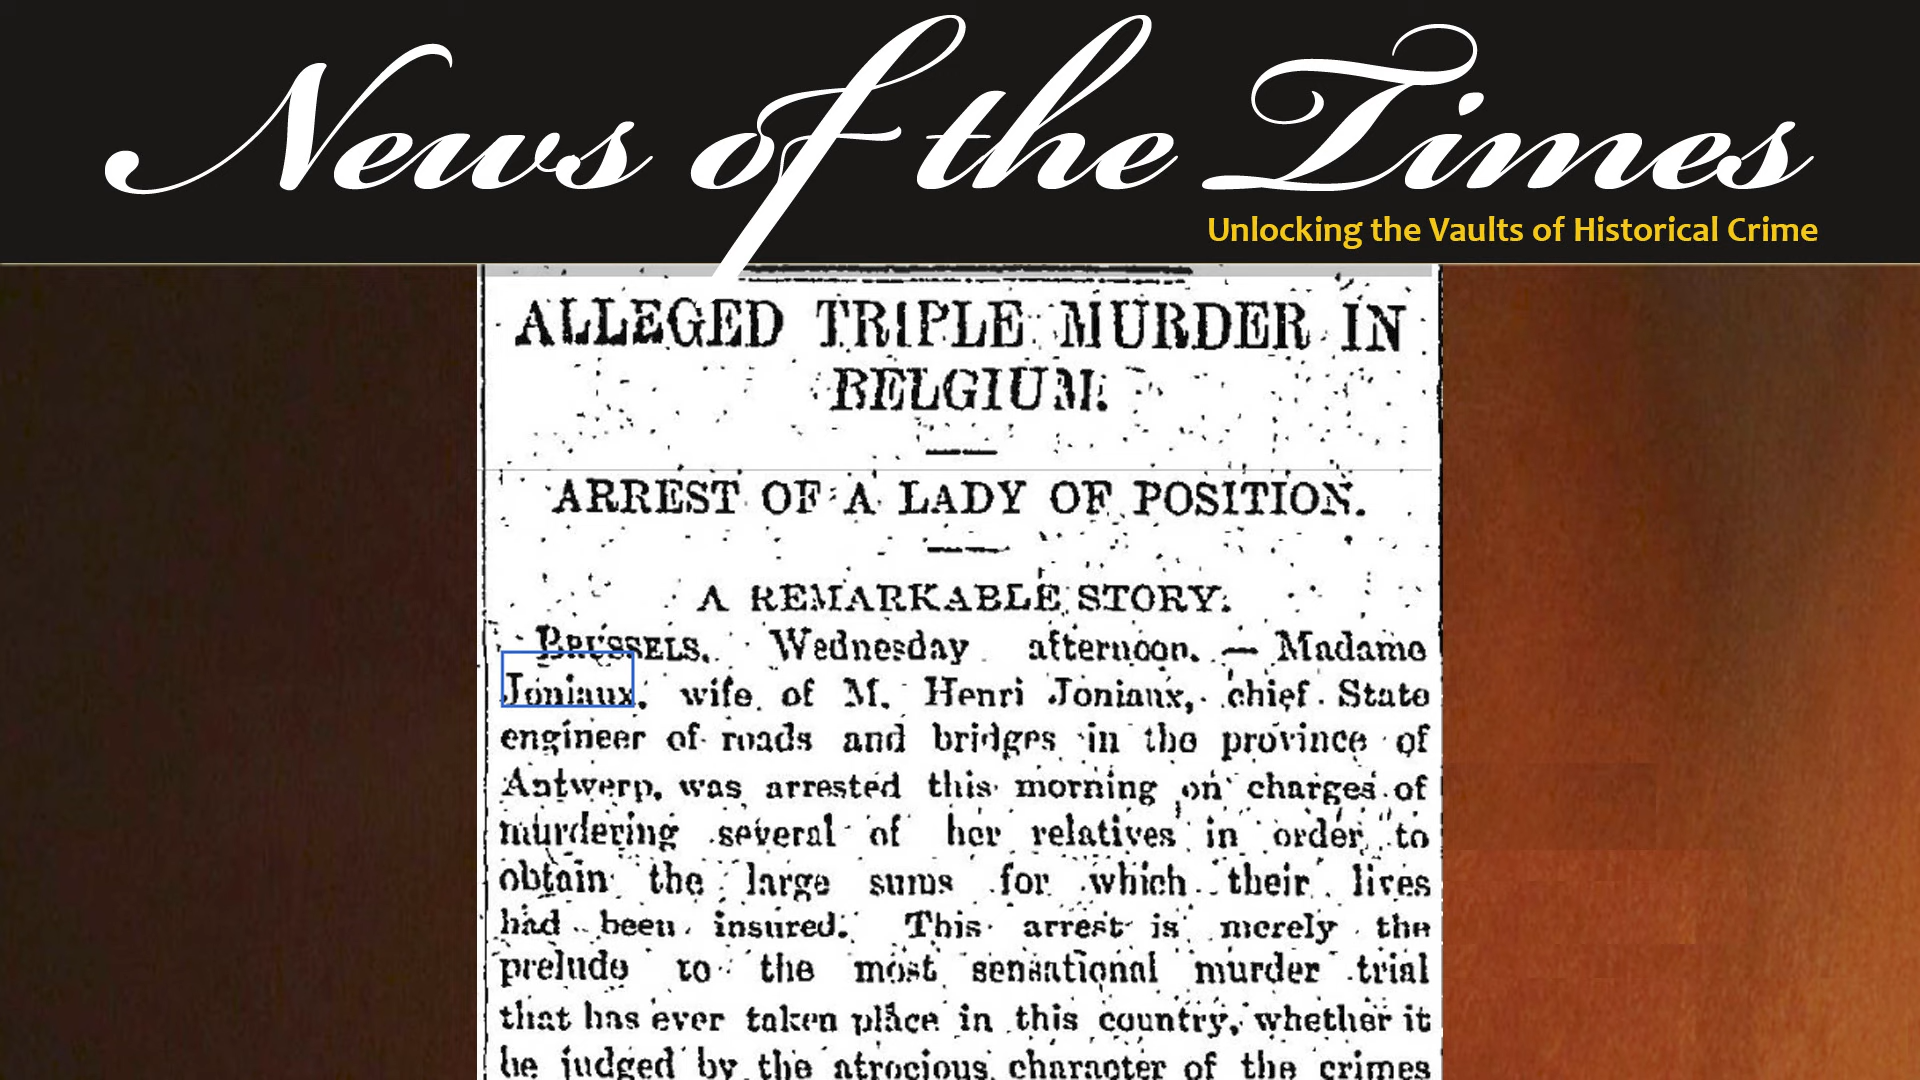 News of the Times
Unlocking the Vaults of Historical Crime
ALLEGED TRIPLE MURDER IN
BELGIUM.
ARREST OF A LADY OF POSITION.
A REMARKABLE STORY.
BRUSSELS, Wednesday afternoon. — Madame
Joniaux, wife of M. Henri Joniaux, chief State
engineer of roads and bridges in the province of
Antwerp, was arrested this morning on charges of
murdering several of her relatives in order to
obtain the large sums for which their lives
had been insured. This arrest is merely the
prelude to the most sensational murder trial
that has ever taken place in this country, whether it
be judged by the atrocious character of the crimes